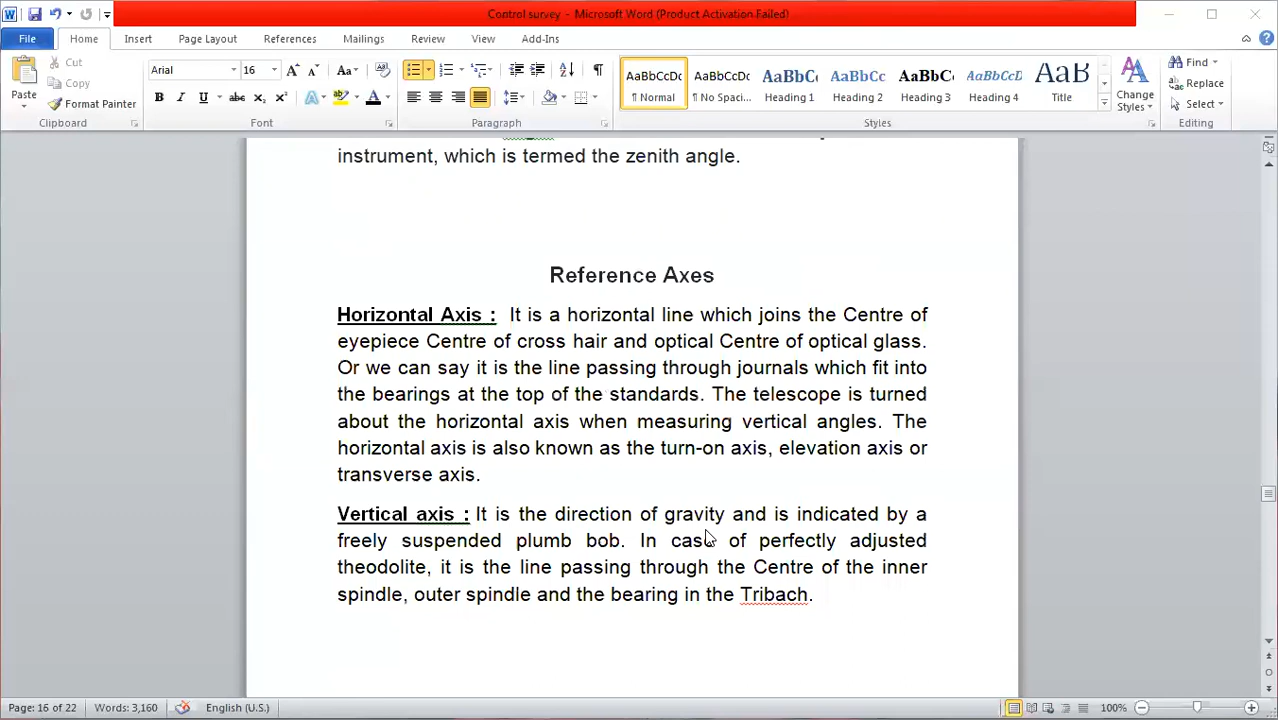 Control survey - Microsoft Word (Product Activation Failed)
File Home Insert Page Layout References Mailings Review View Add-Ins
Paste
Cut
Copy
Format Painter
Clipboard
Arial 16
Font
Paragraph
AaBbCcDc AaBbCcDc AaBbC AaBbCc AaBbCc AaBbCcD AaB
¶ Normal ¶ No Spaci... Heading 1 Heading 2 Heading 3 Heading 4 Title
Change
Styles
Styles
Find
Replace
Select
Editing
instrument, which is termed the zenith angle.
Reference Axes
Horizontal Axis : It is a horizontal line which joins the Centre of
eyepiece Centre of cross hair and optical Centre of optical glass.
Or we can say it is the line passing through journals which fit into
the bearings at the top of the standards. The telescope is turned
about the horizontal axis when measuring vertical angles. The
horizontal axis is also known as the turn-on axis, elevation axis or
transverse axis.
Vertical axis : It is the direction of gravity and is indicated by a
freely suspended plumb bob. In case of perfectly adjusted
theodolite, it is the line passing through the Centre of the inner
spindle, outer spindle and the bearing in the Tribach.
Page: 16 of 22 Words: 3,160 English (U.S.) 100%